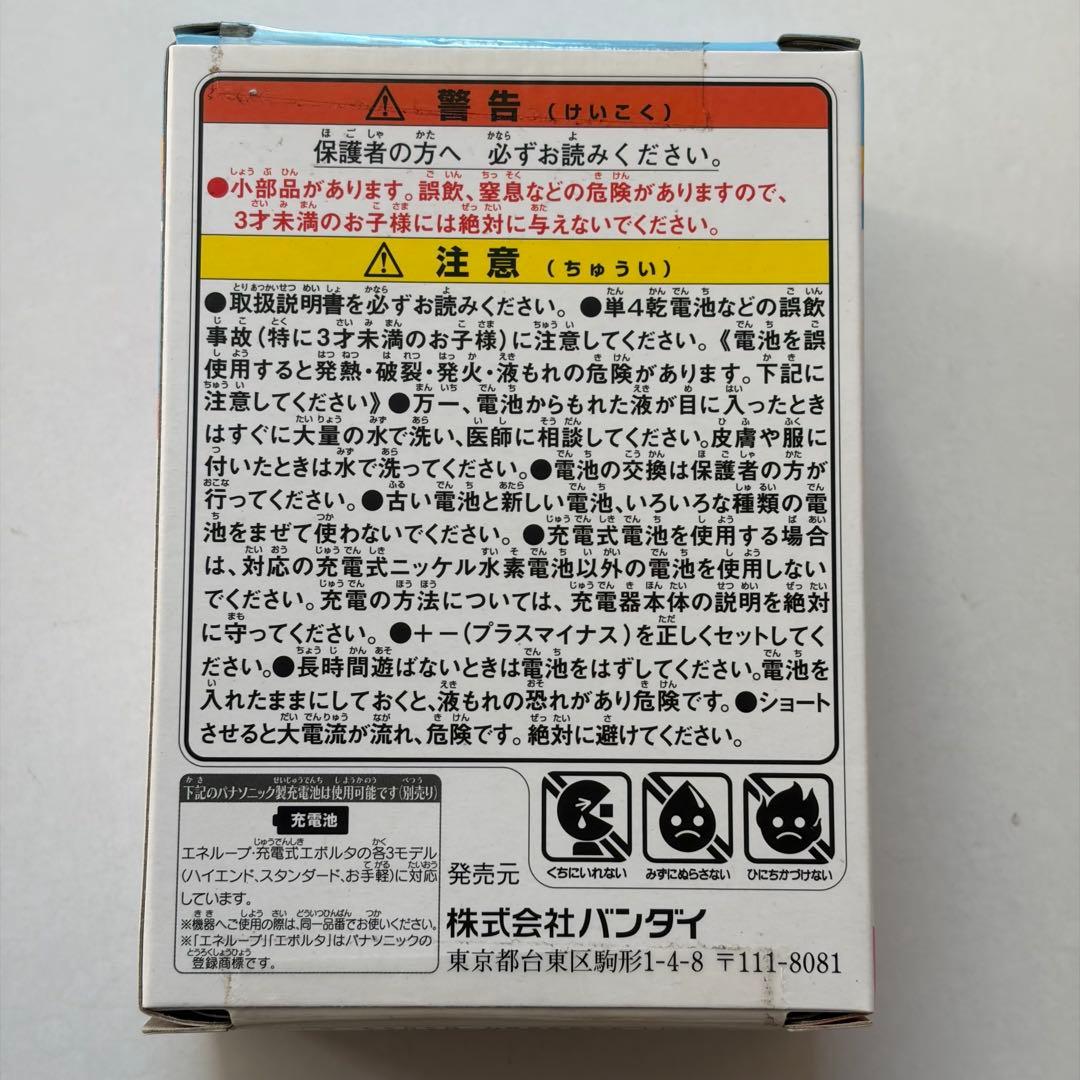 警告(けいこく)
保護者の方へ 必ずお読みください。
●小部品があります。誤飲、窒息などの危険がありますので、
3才未満のお子様には絶対に与えないでください。
注意(ちゅうい)
●取扱説明書を必ずお読みください。●単4乾電池などの誤飲
事故(特に3才未満のお子様)に注意してください。《電池を誤
使用すると発熱・破裂・発火・液もれの危険があります。下記に
注意してください》●万一、電池からもれた液が目に入ったとき
はすぐに大量の水で洗い、医師に相談してください。皮膚や服に
付いたときは水で洗ってください。●電池の交換は保護者の方が
行ってください。●古い電池と新しい電池、いろいろな種類の電
池をまぜて使わないでください。●充電式電池を使用する場合
は、対応の充電式ニッケル水素電池以外の電池を使用しない
でください。充電の方法については、充電器本体の説明を絶対
に守ってください。●+-(プラスマイナス)を正しくセットしてく
ださい。●長時間遊ばないときは電池をはずしてください。電池を
入れたままにしておくと、液もれの恐れがあり危険です。●ショート
させると大電流が流れ、危険です。絶対に避けてください。
下記のパナソニック製充電池は使用可能です(別売り)
充電池
エネループ・充電式エボルタの各3モデル
(ハイエンド、スタンダード、お手軽)に対応
しています。
※機器へご使用の際は、同一品番でお使いください。
※「エネループ」「エボルタ」はパナソニックの
登録商標です。
くちにいれない
みずにぬらさない
ひにちかづけない
発売元
株式会社バンダイ
東京都台東区駒形1-4-8 〒111-8081